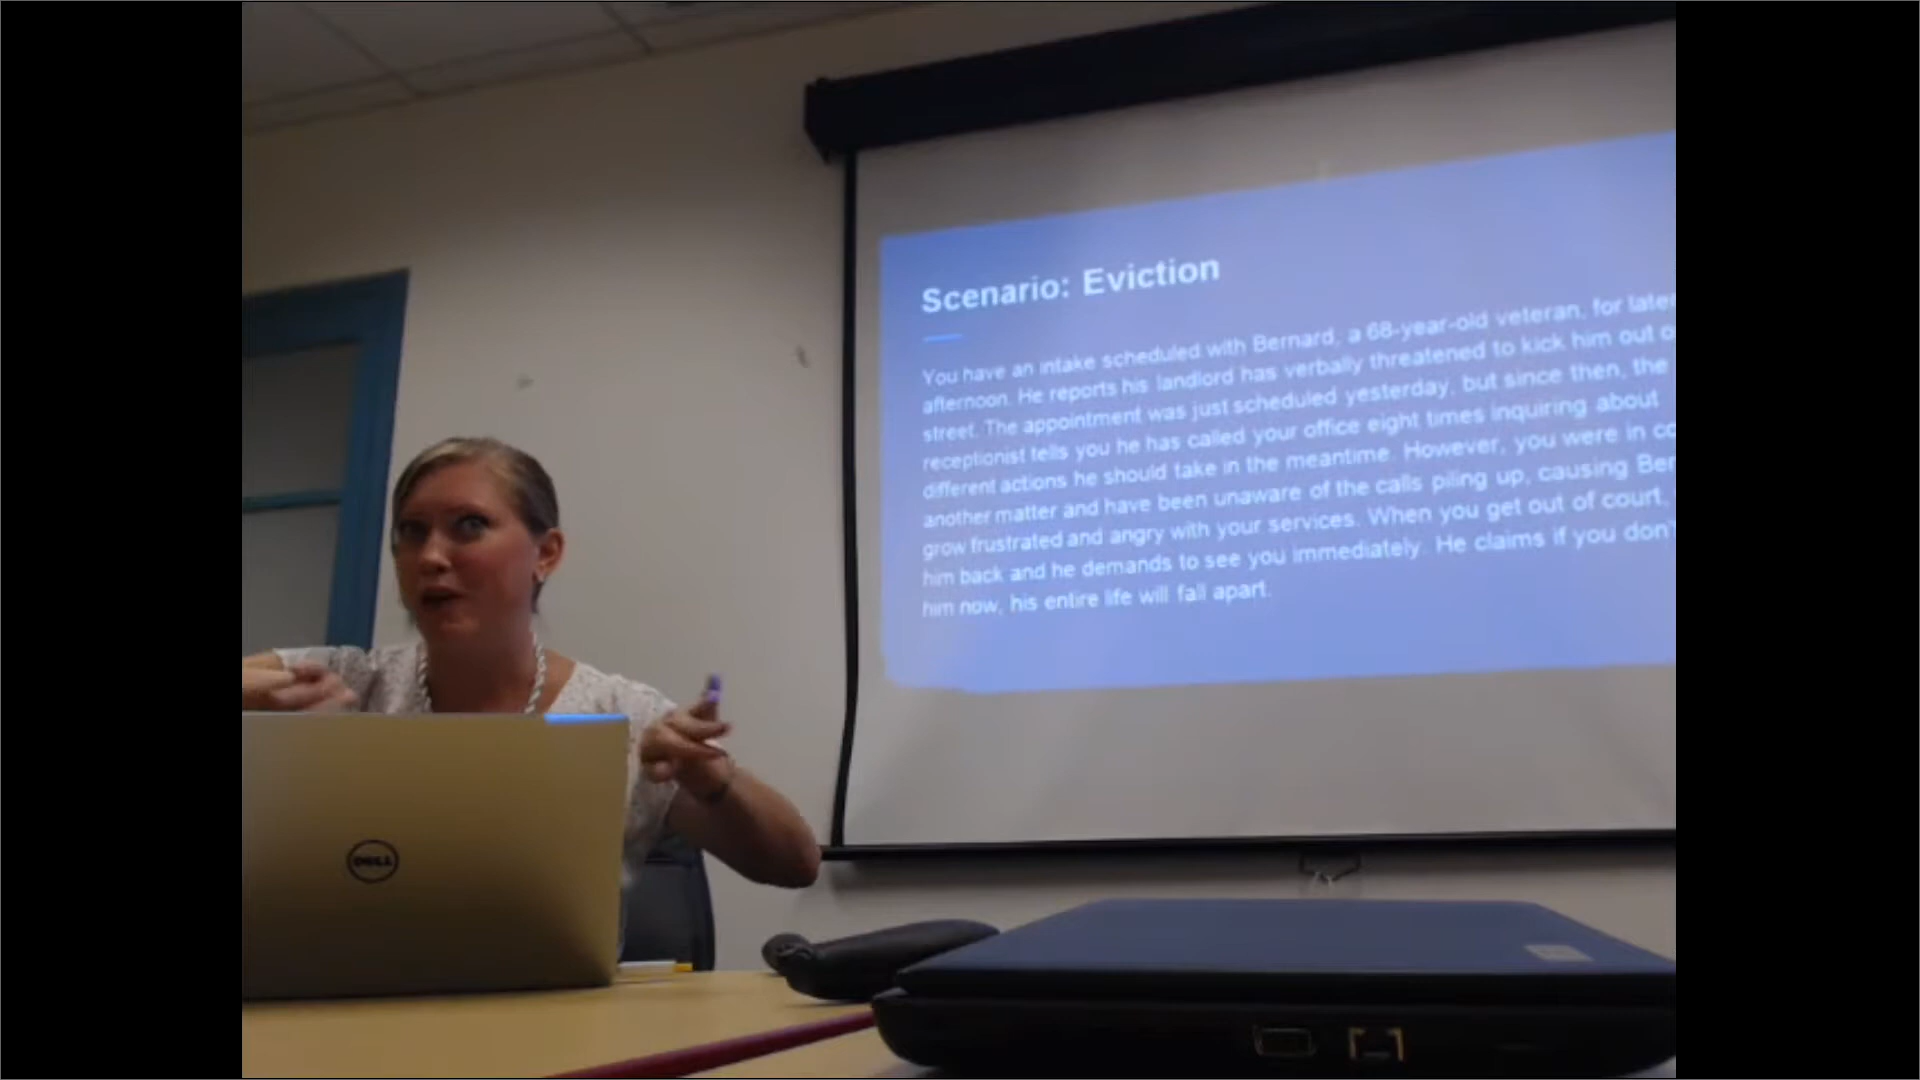 Scenario: Eviction
You have an intake scheduled with Bernard, a 68-year-old veteran, for later
afternoon. He reports his landlord has verbally threatened to kick him out o
street. The appointment was just scheduled yesterday, but since then, the
receptionist tells you he has called your office eight times inquiring about
different actions he should take in the meantime. However, you were in co
another matter and have been unaware of the calls piling up, causing Ber
grow frustrated and angry with your services. When you get out of court,
him back and he demands to see you immediately. He claims if you don'
him now, his entire life will fall apart.
DELL